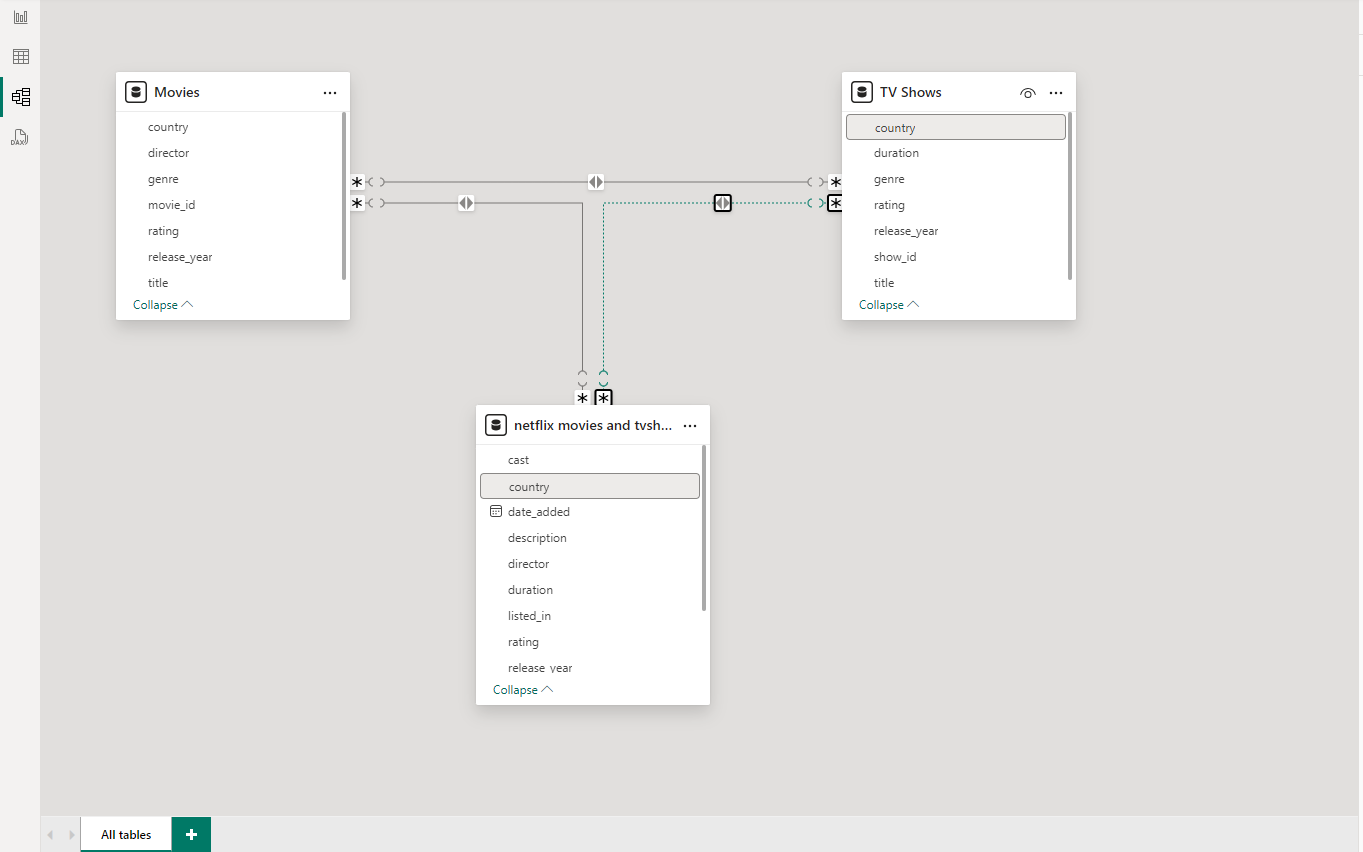 DAX
Movies
country
director
genre
movie_id
rating
release_year
title
Collapse
TV Shows
country
duration
genre
rating
release_year
show_id
title
Collapse
netflix movies and tvsh...
cast
country
date_added
description
director
duration
listed_in
rating
release_year
Collapse
All tables